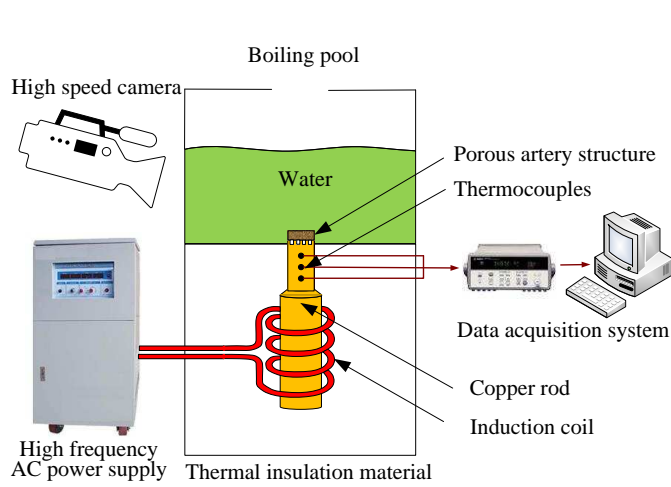 Boiling pool
High speed camera
Porous artery structure
Water
Thermocouples
Data acquisition system
Copper rod
Induction coil
High frequency
AC power supply
Thermal insulation material